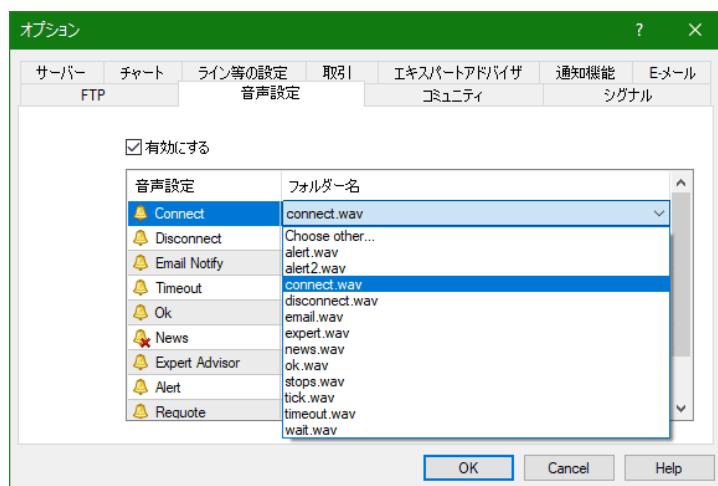 オプション
?
サーバー チャート ライン等の設定 取引 エキスパートアドバイザ 通知機能 E-メール
FTP 音声設定 コミュニティ シグナル
有効にする
音声設定 フォルダー名
Connect connect.wav
Disconnect
Email Notify
Timeout
Ok
News
Expert Advisor
Alert
Requote
Choose other...
alert.wav
alert2.wav
connect.wav
disconnect.wav
email.wav
expert.wav
news.wav
ok.wav
stops.wav
tick.wav
timeout.wav
wait.wav
OK Cancel Help